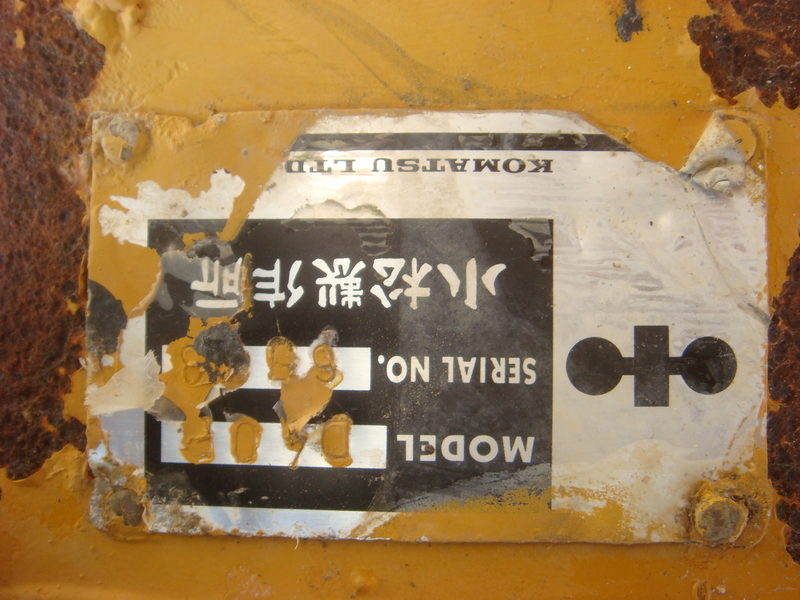 MODEL
SERIAL NO.
小松製作所
KOMATSU LTD